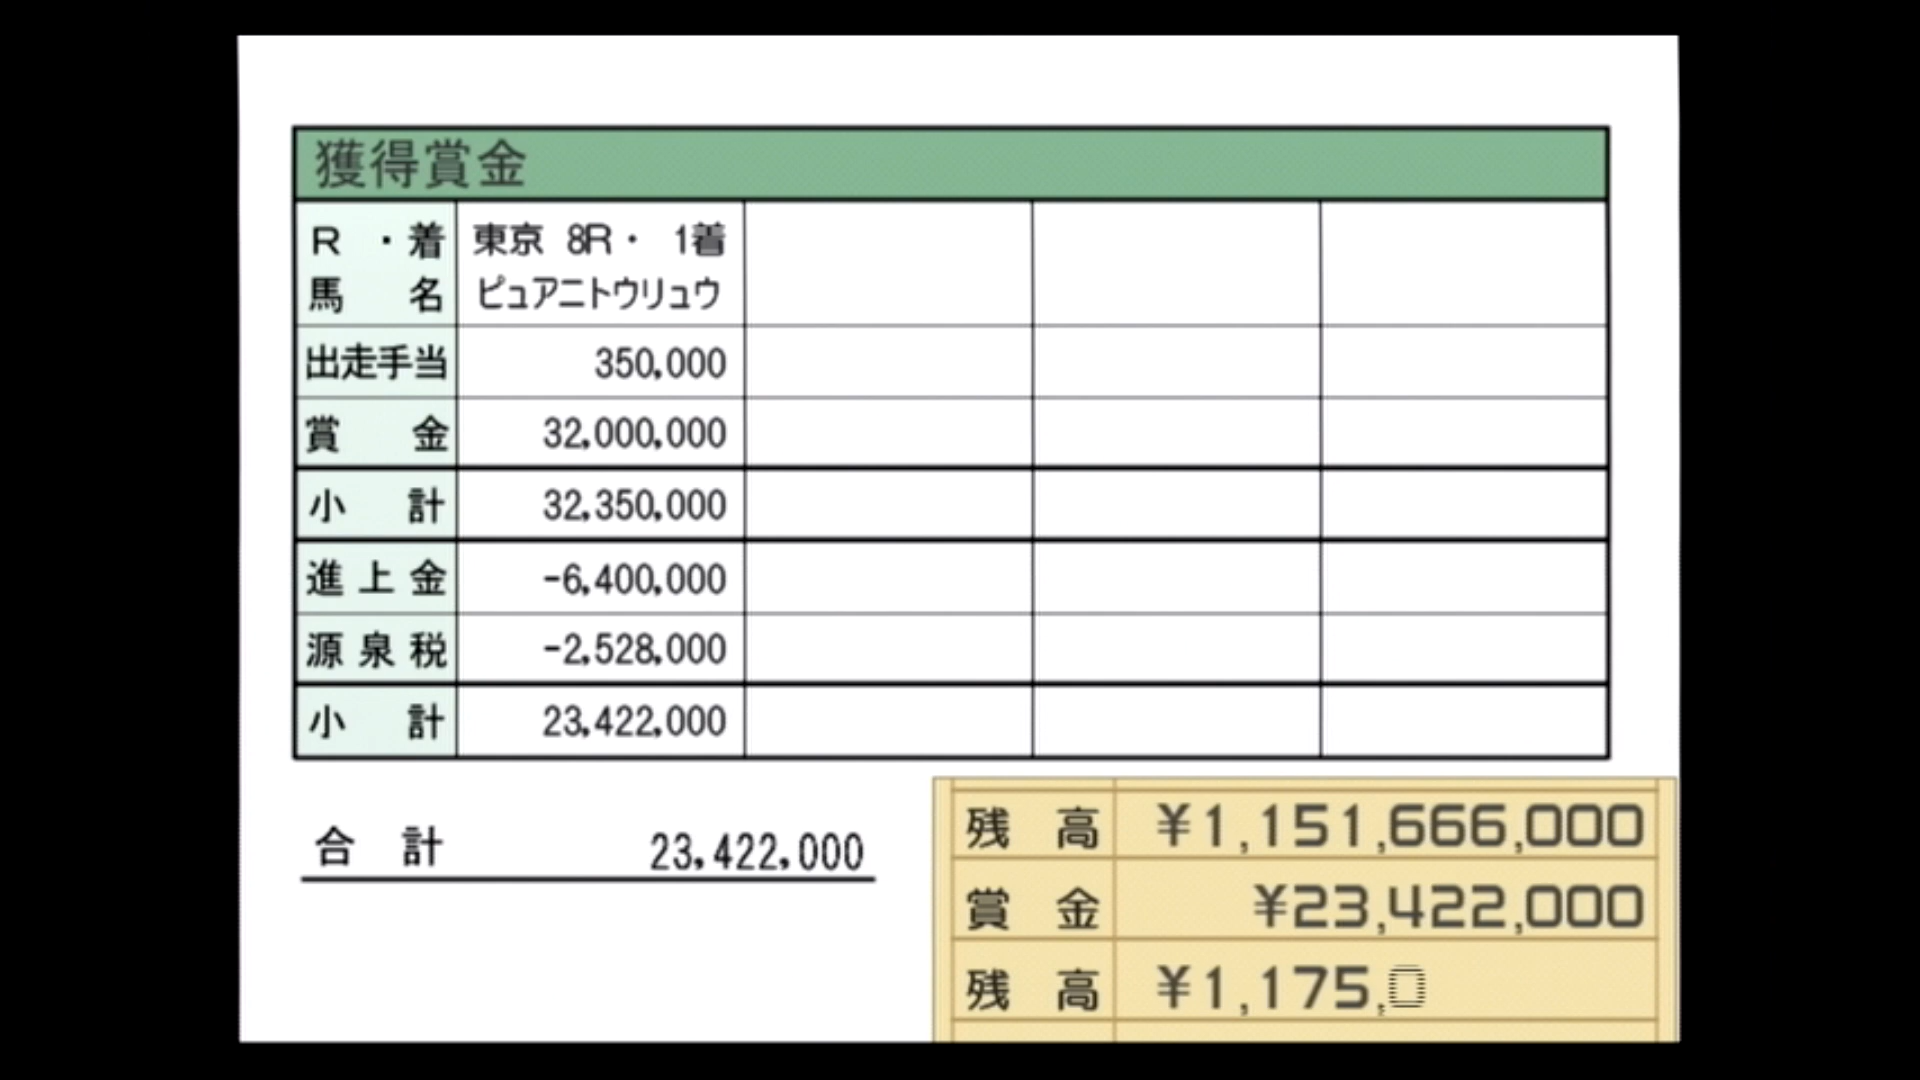 獲得賞金
R ・着 東京 8R・ 1着
馬 名 ピュアニトウリュウ
出走手当 350,000
賞 金 32,000,000
小 計 32,350,000
進上金 -6,400,000
源泉税 -2,528,000
小 計 23,422,000
合 計 23,422,000
残 高 ¥1,151,666,000
賞 金 ¥23,422,000
残 高 ¥1,175,0